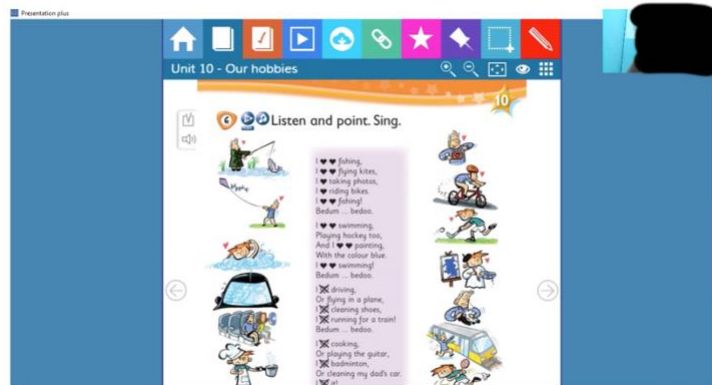 Presentation plus
Unit 10 - Our hobbies
10
6
Listen and point. Sing.
I ♥ ♥ fishing,
I ♥ ♥ flying kites,
I ♥ taking photos,
I ♥ riding bikes.
I ♥ ♥ fishing!
Bedum ... bedoo.
I ♥ ♥ swimming,
Playing hockey too,
And I ♥ ♥ painting,
With the colour blue.
I ♥ ♥ swimming!
Bedum ... bedoo.
I driving,
Or flying in a plane,
I cleaning shoes,
I running for a train!
Bedum ... bedoo.
I cooking,
Or playing the guitar,
I badminton,
Or cleaning my dad's car.
I it!